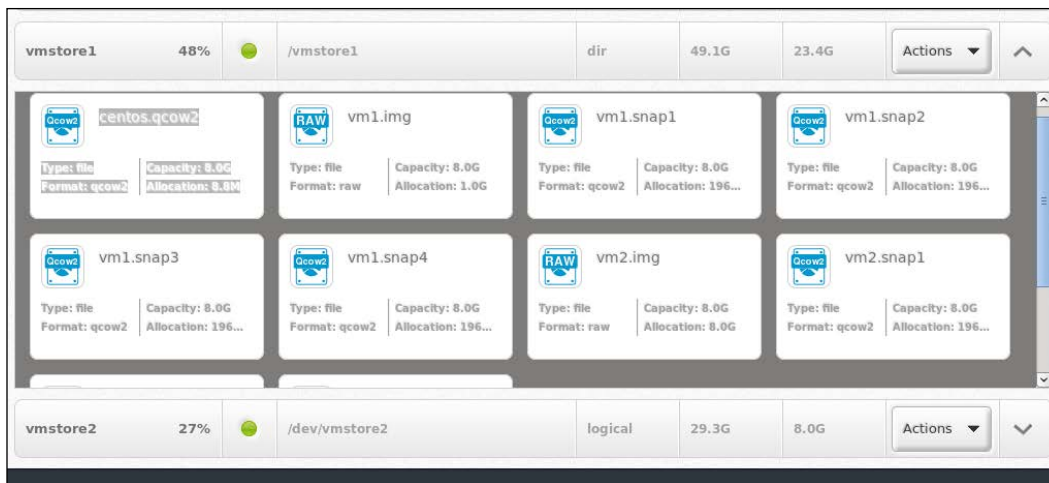 vmstore1 48% /vmstore1 dir 49.1G 23.4G Actions
Qcow2 centos.qcow2
Type: file Capacity: 8.0G
Format: qcow2 Allocation: 8.8M
RAW vm1.img
Type: file Capacity: 8.0G
Format: raw Allocation: 1.0G
Qcow2 vm1.snap1
Type: file Capacity: 8.0G
Format: qcow2 Allocation: 196...
Qcow2 vm1.snap2
Type: file Capacity: 8.0G
Format: qcow2 Allocation: 196...
Qcow2 vm1.snap3
Type: file Capacity: 8.0G
Format: qcow2 Allocation: 196...
Qcow2 vm1.snap4
Type: file Capacity: 8.0G
Format: qcow2 Allocation: 196...
RAW vm2.img
Type: file Capacity: 8.0G
Format: raw Allocation: 8.0G
Qcow2 vm2.snap1
Type: file Capacity: 8.0G
Format: qcow2 Allocation: 196...
vmstore2 27% /dev/vmstore2 logical 29.3G 8.0G Actions